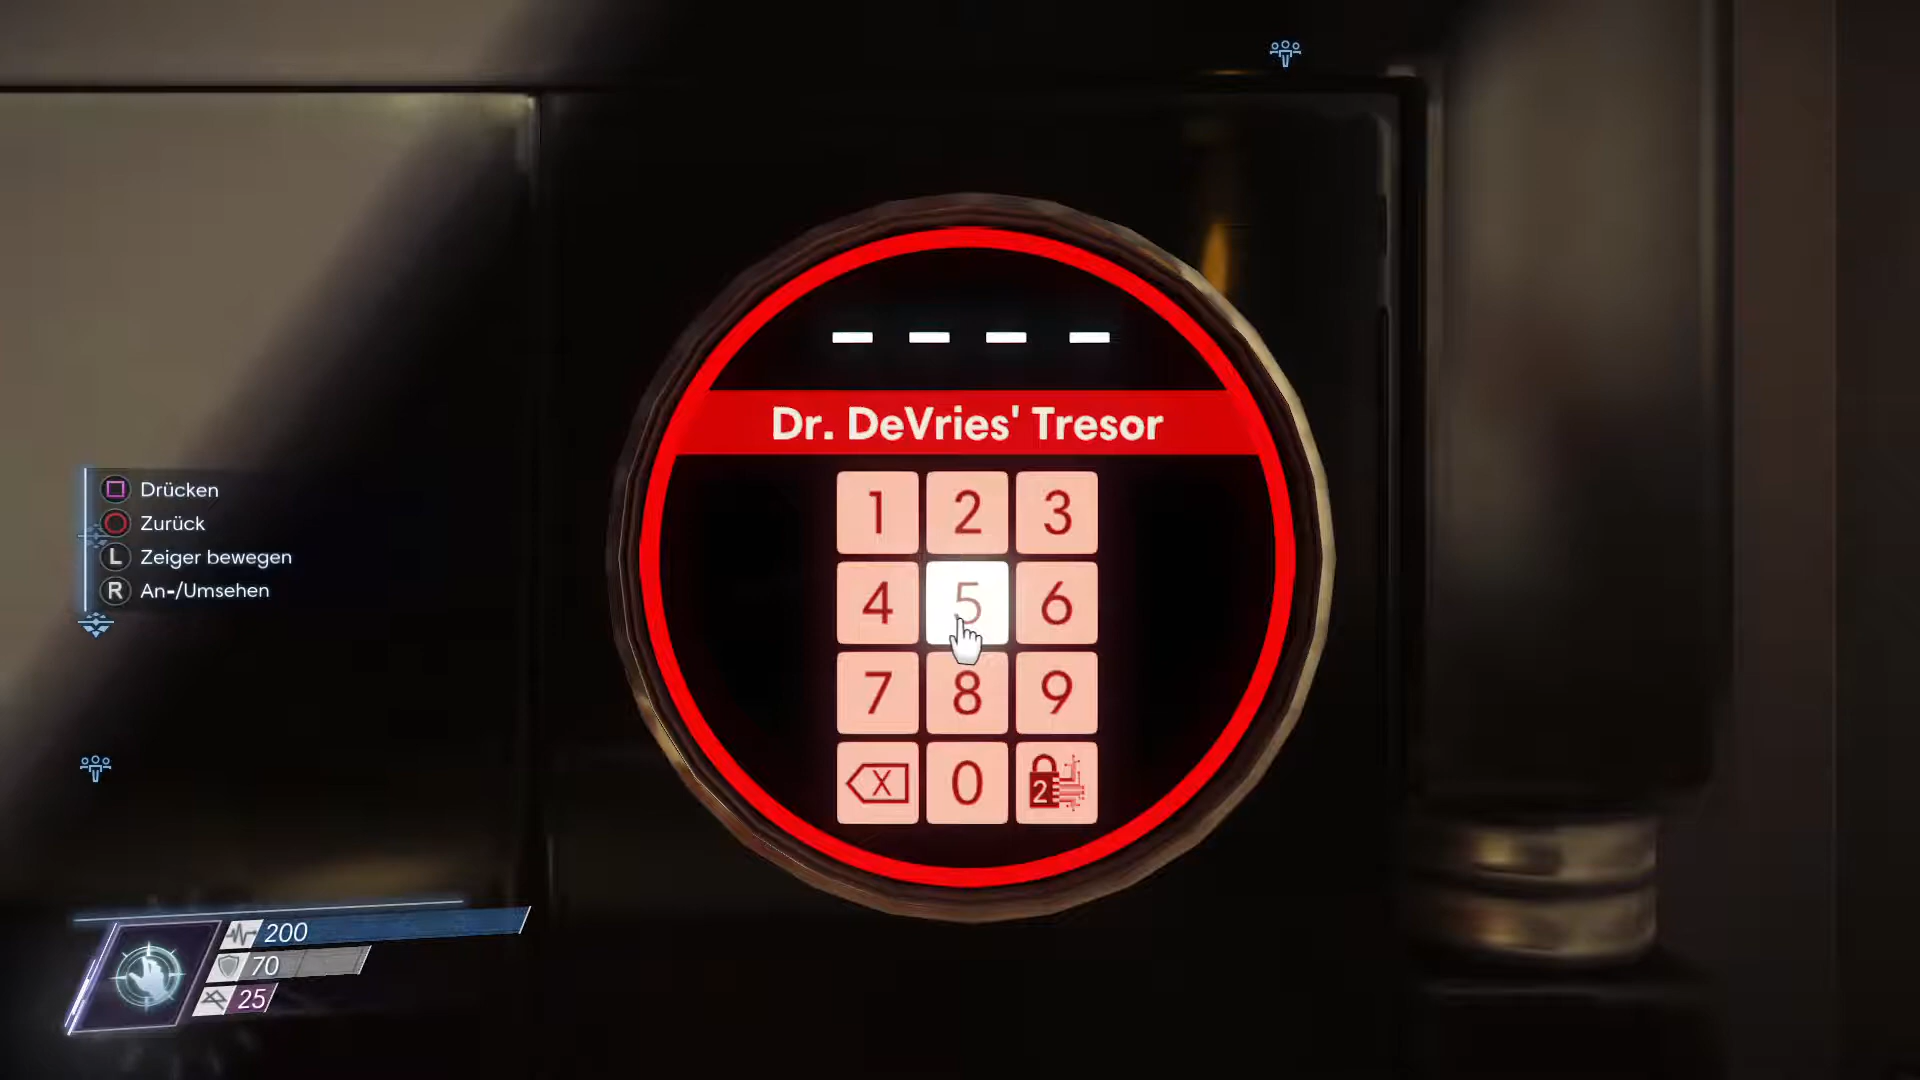 Dr. DeVries' Tresor
1 2 3
4 5 6
7 8 9
X 0 2
Drücken
Zurück
L Zeiger bewegen
R An-/Umsehen
200
70
25